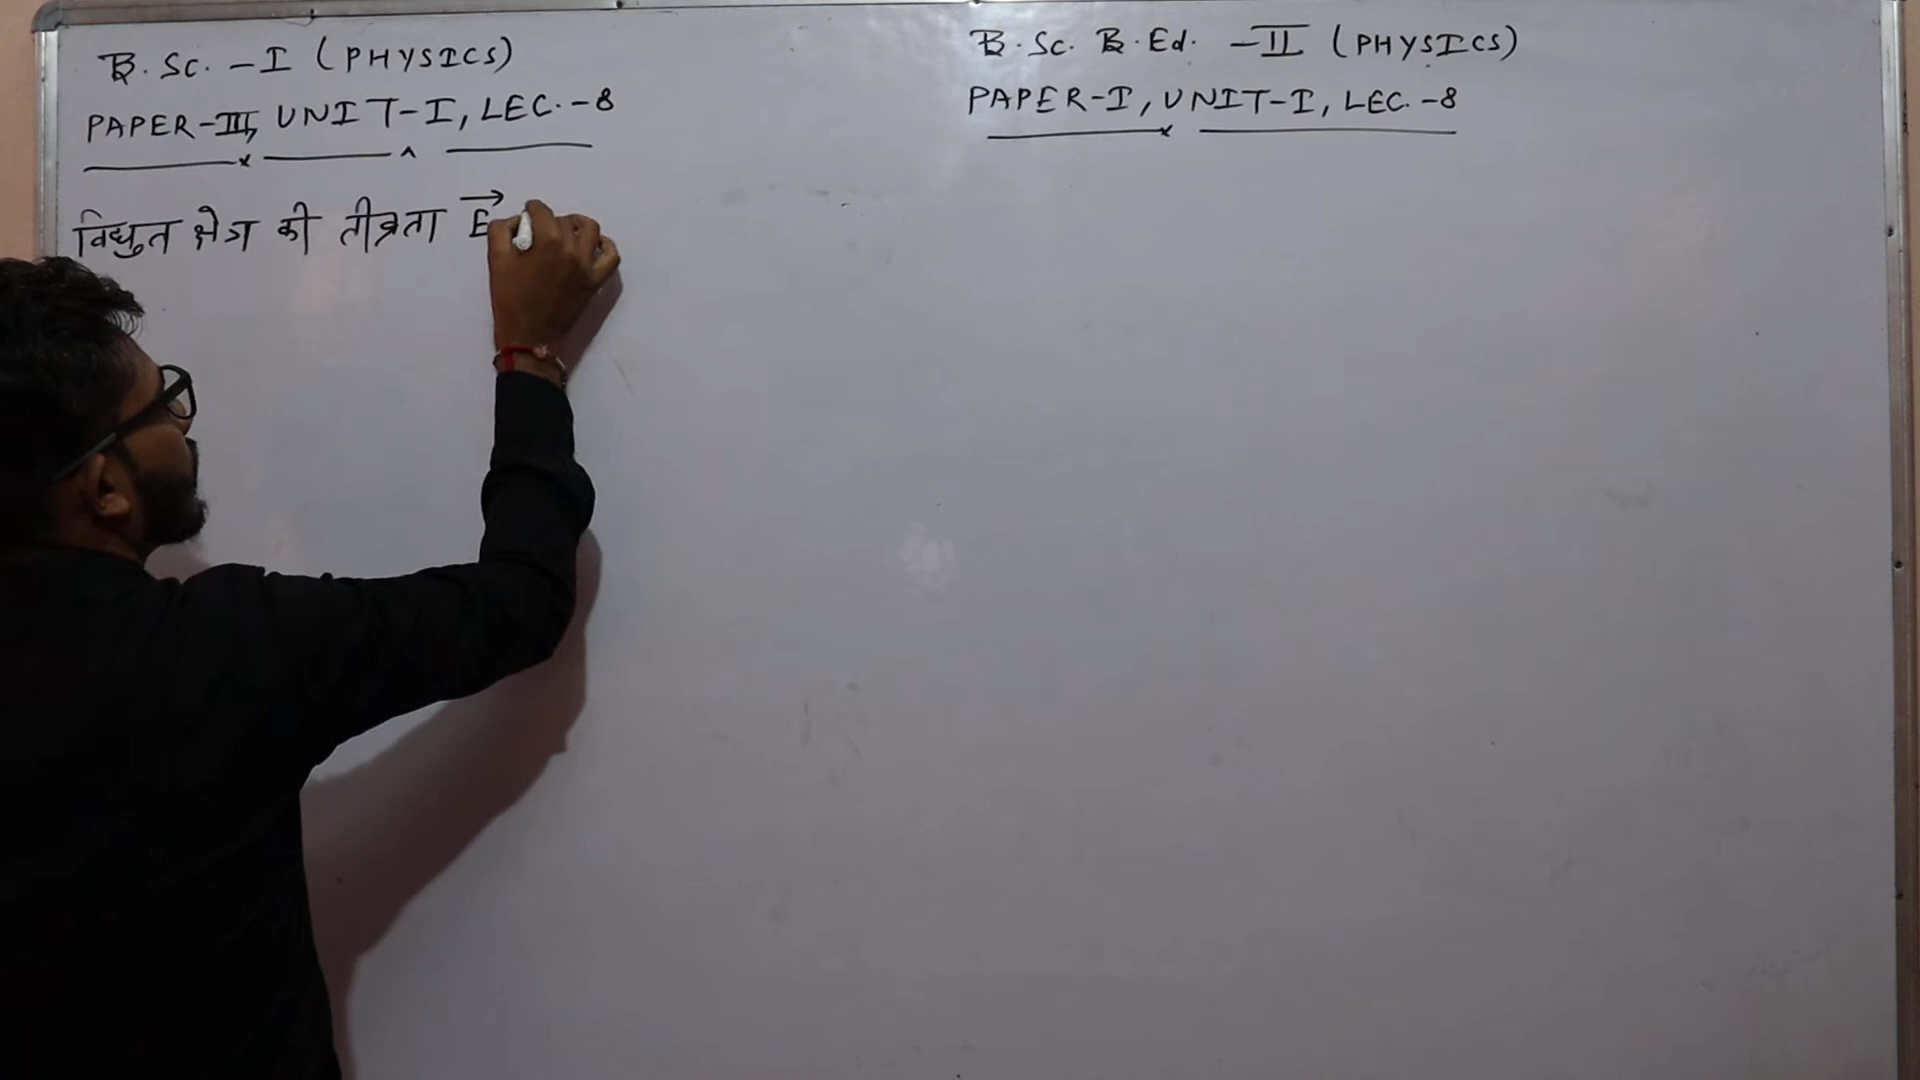 B. Sc. - I (PHYSICS)
PAPER-III, UNIT-I, LEC. - 8
B. Sc. B. Ed. - II (PHYSICS)
PAPER-I, UNIT-I, LEC. - 8
विद्युत क्षेत्र की तीव्रता E